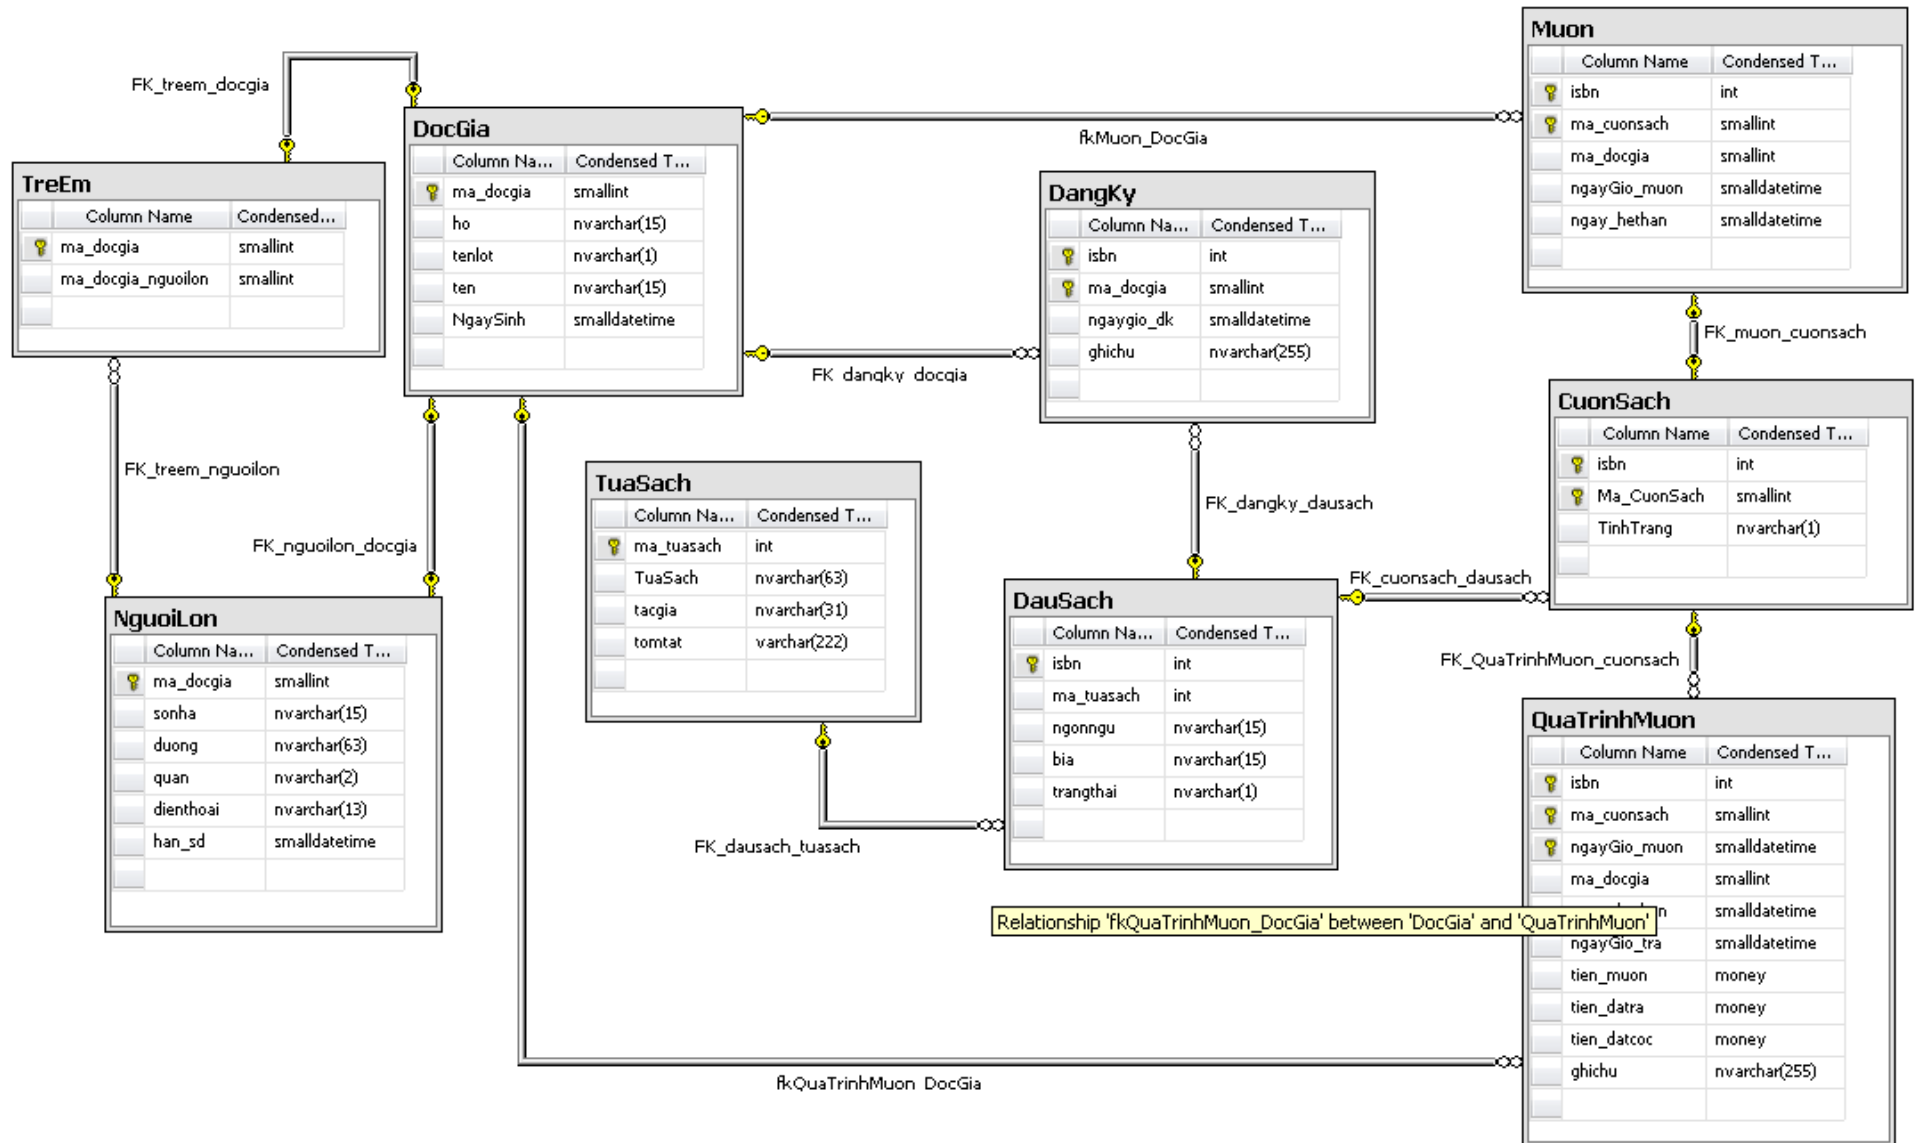 FK_treem_docgia
TreEm
Column Name Condensed...
ma_docgia smallint
ma_docgia_nguoilon smallint
DocGia
Column Na... Condensed T...
ma_docgia smallint
ho nvarchar(15)
tenlot nvarchar(1)
ten nvarchar(15)
NgaySinh smalldatetime
fkMuon_DocGia
Muon
Column Name Condensed T...
isbn int
ma_cuonsach smallint
ma_docgia smallint
ngayGio_muon smalldatetime
ngay_hethan smalldatetime
DangKy
Column Na... Condensed T...
isbn int
ma_docgia smallint
ngaygio_dk smalldatetime
ghichu nvarchar(255)
FK_dangky_docgia
FK_muon_cuonsach
CuonSach
Column Name Condensed T...
isbn int
Ma_CuonSach smallint
TinhTrang nvarchar(1)
FK_treem_nguoilon
FK_nguoilon_docgia
TuaSach
Column Na... Condensed T...
ma_tuasach int
TuaSach nvarchar(63)
tacgia nvarchar(31)
tomtat varchar(222)
FK_dangky_dausach
FK_cuonsach_dausach
DauSach
Column Na... Condensed T...
isbn int
ma_tuasach int
ngonngu nvarchar(15)
bia nvarchar(15)
trangthai nvarchar(1)
NguoiLon
Column Na... Condensed T...
ma_docgia smallint
sonha nvarchar(15)
duong nvarchar(63)
quan nvarchar(2)
dienthoai nvarchar(13)
han_sd smalldatetime
FK_dausach_tuasach
FK_QuaTrinhMuon_cuonsach
QuaTrinhMuon
Column Name Condensed T...
isbn int
ma_cuonsach smallint
ngayGio_muon smalldatetime
ma_docgia smallint
smalldatetime
ngayGio_tra smalldatetime
tien_muon money
tien_datra money
tien_datcoc money
ghichu nvarchar(255)
Relationship 'fkQuaTrinhMuon_DocGia' between 'DocGia' and 'QuaTrinhMuon'
fkQuaTrinhMuon_DocGia